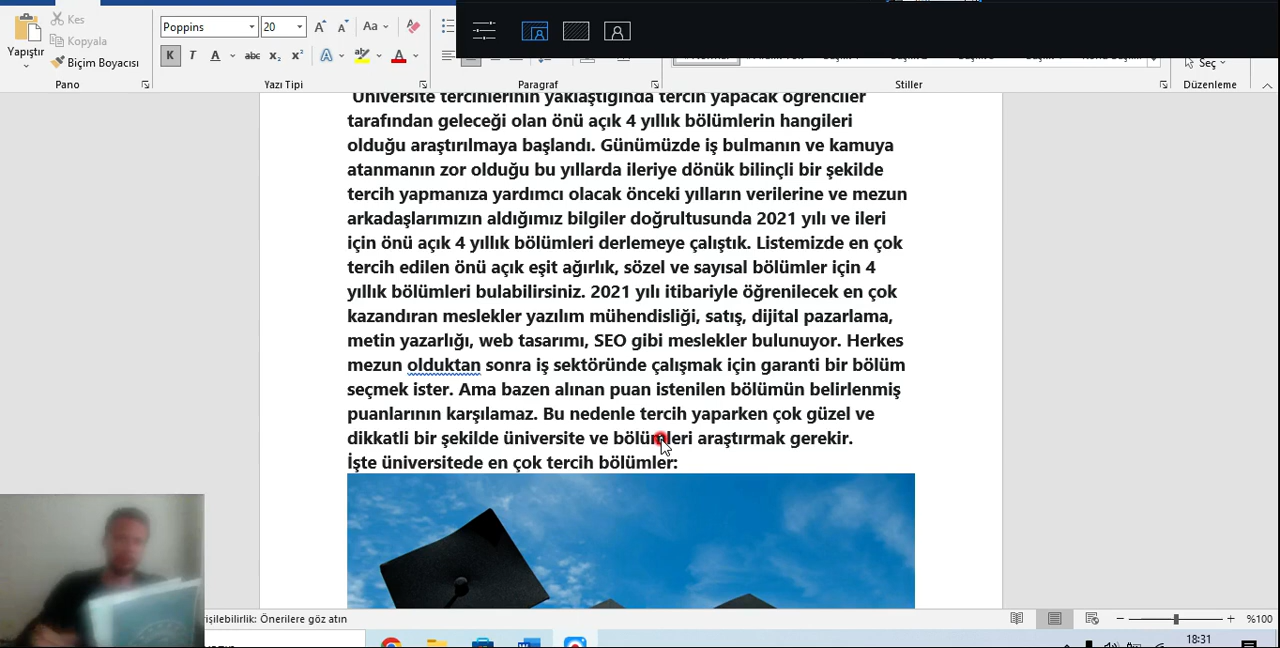 Kes
Kopyala
Biçim Boyacısı
Yapıştır
Pano
Poppins
20
Aa
K T A abc x₂ x²
A A
Yazı Tipi
Paragraf
Stiller
Seç
Düzenleme
Üniversite tercihlerinin yaklaştığında tercih yapacak öğrenciler
tarafından geleceği olan önü açık 4 yıllık bölümlerin hangileri
olduğu araştırılmaya başlandı. Günümüzde iş bulmanın ve kamuya
atanmanın zor olduğu bu yıllarda ileriye dönük bilinçli bir şekilde
tercih yapmanıza yardımcı olacak önceki yılların verilerine ve mezun
arkadaşlarımızın aldığımız bilgiler doğrultusunda 2021 yılı ve ileri
için önü açık 4 yıllık bölümleri derlemeye çalıştık. Listemizde en çok
tercih edilen önü açık eşit ağırlık, sözel ve sayısal bölümler için 4
yıllık bölümleri bulabilirsiniz. 2021 yılı itibariyle öğrenilecek en çok
kazandıran meslekler yazılım mühendisliği, satış, dijital pazarlama,
metin yazarlığı, web tasarımı, SEO gibi meslekler bulunuyor. Herkes
mezun olduktan sonra iş sektöründe çalışmak için garanti bir bölüm
seçmek ister. Ama bazen alınan puan istenilen bölümün belirlenmiş
puanlarının karşılamaz. Bu nedenle tercih yaparken çok güzel ve
dikkatli bir şekilde üniversite ve bölümleri araştırmak gerekir.
İşte üniversitede en çok tercih bölümler:
rişilebilirlik: Önerilere göz atın
%100
18:31